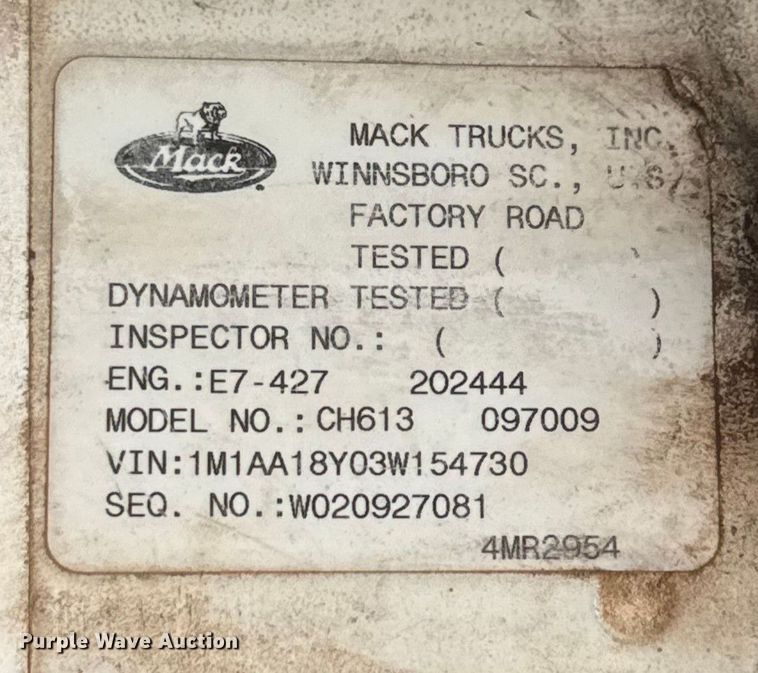 Mack
MACK TRUCKS, INC.
WINNSBORO SC., U.S.
FACTORY ROAD
TESTED ( )
DYNAMOMETER TESTED ( )
INSPECTOR NO.: ( )
ENG.:E7-427 202444
MODEL NO.:CH613 097009
VIN:1M1AA18Y03W154730
SEQ. NO.:W020927081
4MR2954
Purple Wave Auction